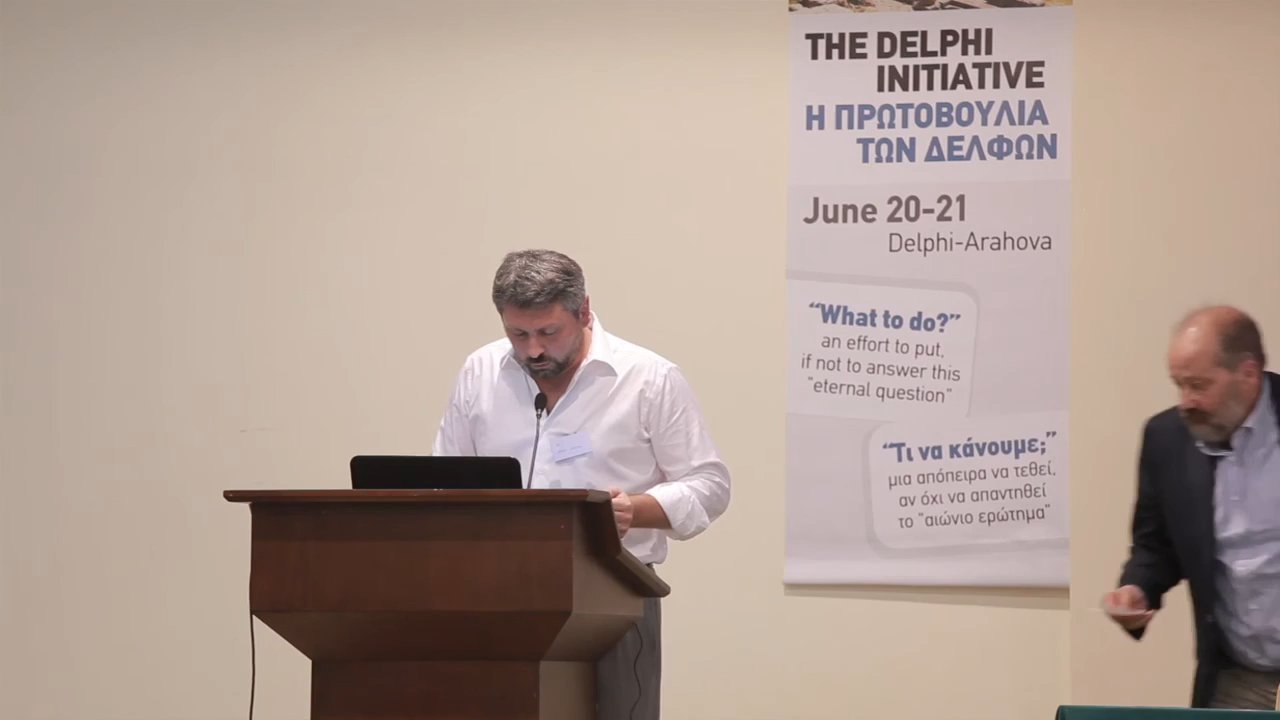 THE DELPHI
INITIATIVE
Η ΠΡΩΤΟΒΟΥΛΙΑ
ΤΩΝ ΔΕΛΦΩΝ
June 20-21
Delphi-Arahova
“What to do?”
an effort to put,
if not to answer this
"eternal question"
“Τι να κάνουμε;”
μια απόπειρα να τεθεί,
αν όχι να απαντηθεί
το "αιώνιο ερώτημα"